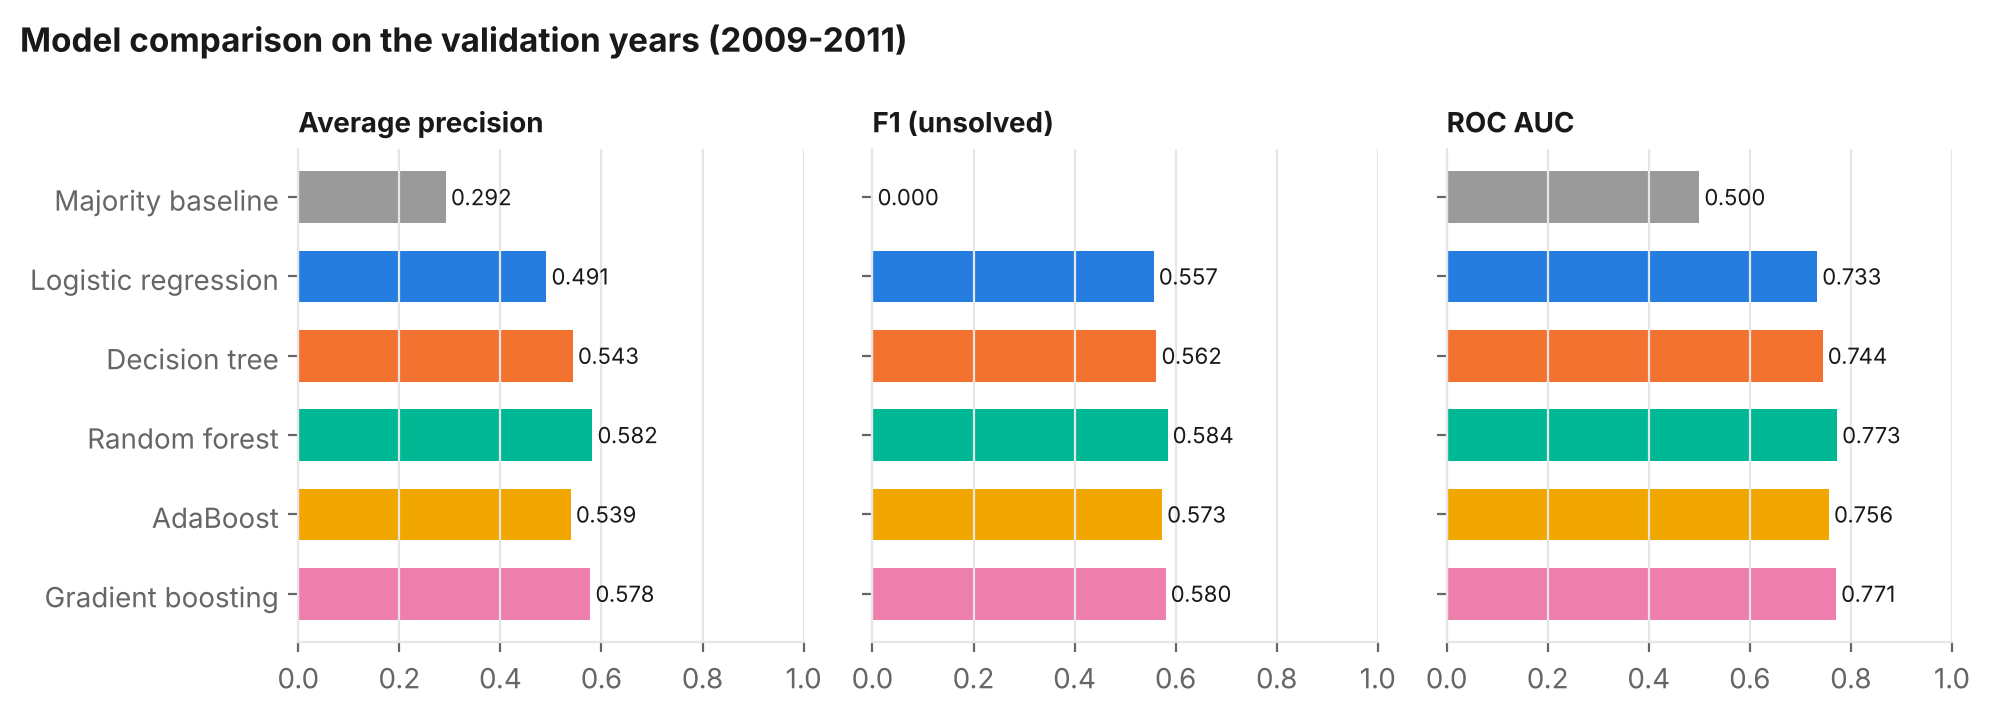 Model comparison on the validation years (2009-2011)
Average precision
F1 (unsolved)
ROC AUC
Majority baseline 0.292 0.000 0.500
Logistic regression 0.491 0.557 0.733
Decision tree 0.543 0.562 0.744
Random forest 0.582 0.584 0.773
AdaBoost 0.539 0.573 0.756
Gradient boosting 0.578 0.580 0.771
0.0 0.2 0.4 0.6 0.8 1.0 0.0 0.2 0.4 0.6 0.8 1.0 0.0 0.2 0.4 0.6 0.8 1.0